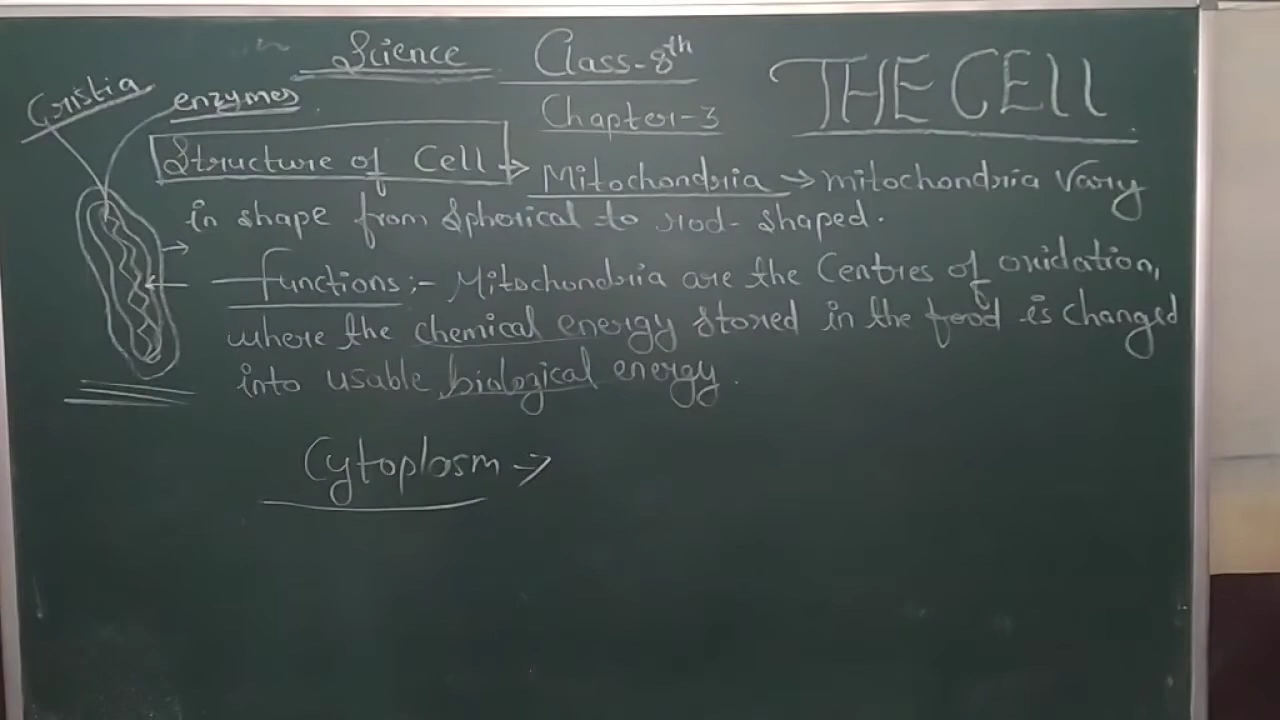 Science Class-8th
THE CELL
Chapter-3
Cristia
enzymes
Structure of Cell → Mitochondria → mitochondria vary
in shape from spherical to rod-shaped.
Functions:- Mitochondria are the Centres of oxidation,
where the chemical energy stored in the food is changed
into usable biological energy.
Cytoplasm →